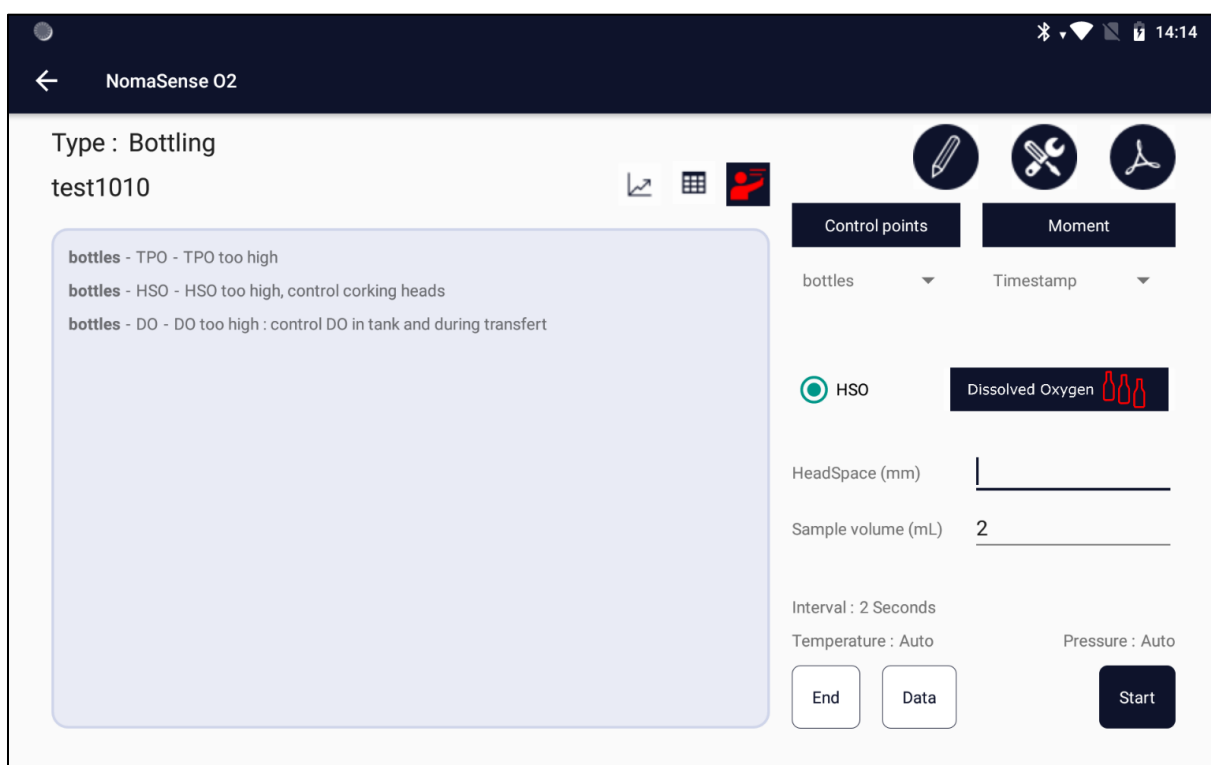 14:14
NomaSense O2
Type : Bottling
test1010
bottles - TPO - TPO too high
bottles - HSO - HSO too high, control corking heads
bottles - DO - DO too high : control DO in tank and during transfert
Control points
Moment
bottles
Timestamp
HSO
Dissolved Oxygen
HeadSpace (mm)
Sample volume (mL) 2
Interval : 2 Seconds
Temperature : Auto
Pressure : Auto
End
Data
Start